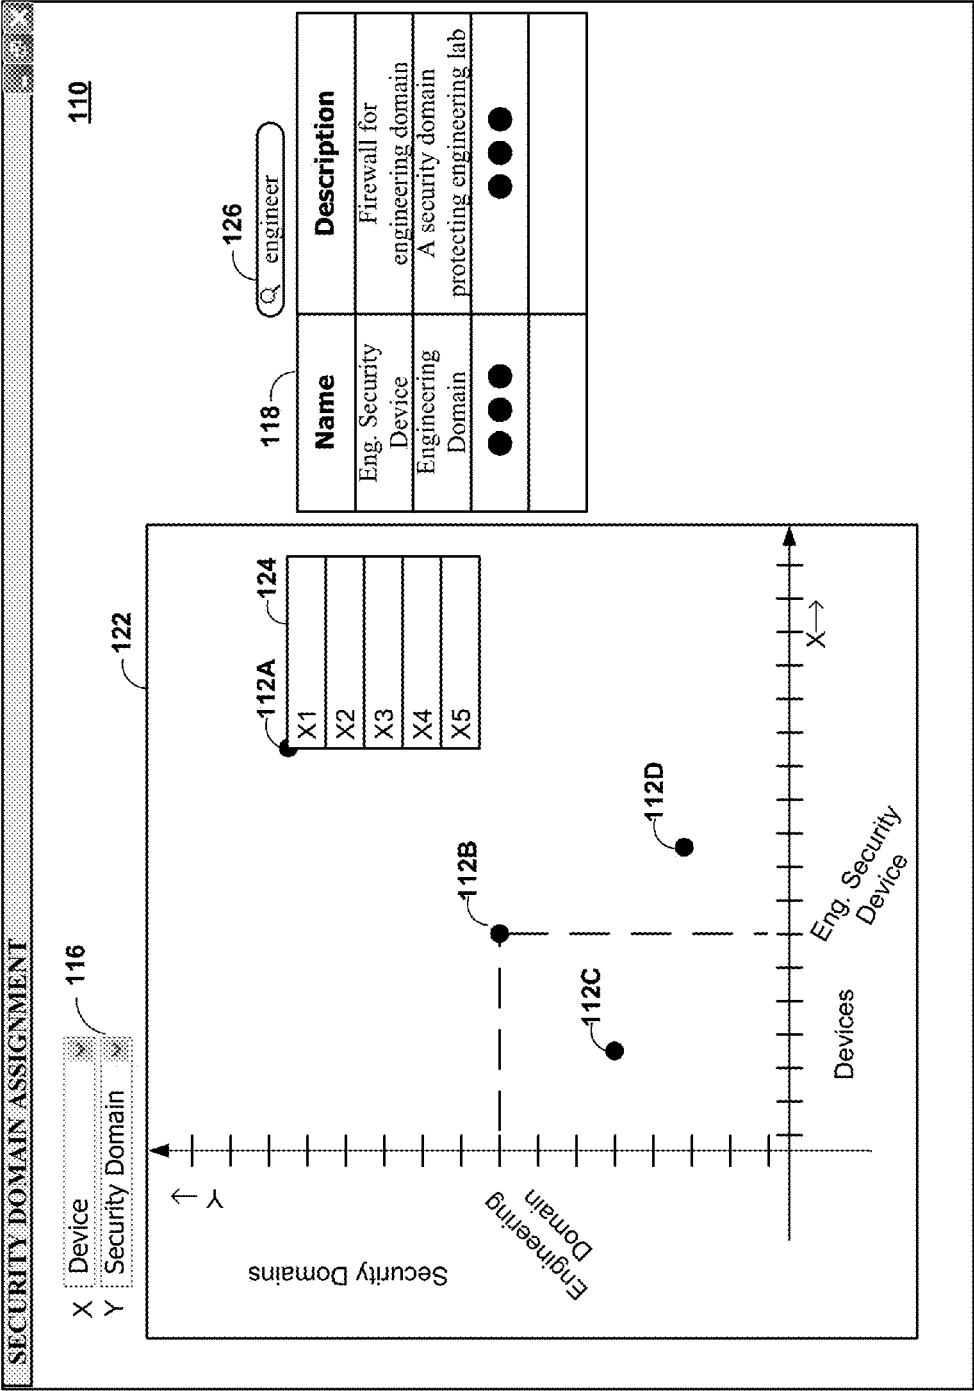 SECURITY DOMAIN ASSIGNMENT
110
X Device
Y Security Domain
116
122
126
engineer
118
Name Description
Eng. Security Device
Firewall for
engineering domain
Engineering Domain
A security domain
protecting engineering lab
Y→
Security Domains
Engineering
Domain
112A
124
X1
X2
X3
X4
X5
112B
112C
112D
X→
Eng. Security
Device
Devices